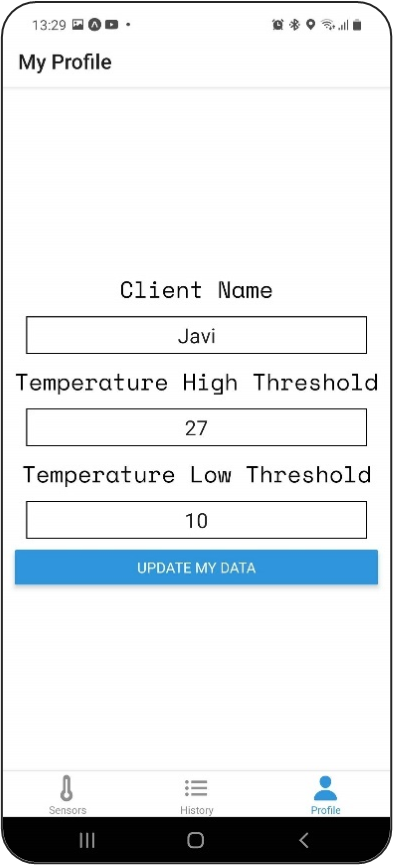 13:29
My Profile
Client Name
Javi
Temperature High Threshold
27
Temperature Low Threshold
10
UPDATE MY DATA
Sensors
History
Profile